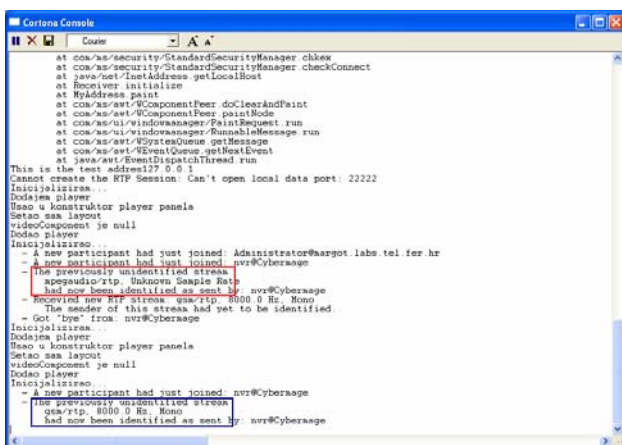 Cortona Console
Courier
A A
at com/ms/security/StandardSecurityManager.chkex
at com/ms/security/StandardSecurityManager.checkConnect
at java/net/InetAddress.getLocalHost
at Receiver.initialize
at MyAddress.paint
at com/ms/awt/WComponentPeer.doClearAndPaint
at com/ms/awt/WComponentPeer.paintNode
at com/ms/ui/windowmanager/PaintRequest.run
at com/ms/ui/windowmanager/RunnableMessage.run
at com/ms/awt/WSystemQueue.getMessage
at com/ms/awt/WEventQueue.getNextEvent
at java/awt/EventDispatchThread.run
This is the test addres127.0.0.1
Cannot create the RTP Session: Can't open local data port: 22222
Inicijaliziram...
Dodajem player
Usao u konstruktor player panela
Setao sam layout
videoComponent je null
Dodao player
Inicijalizirao...
- A new participant had just joined: Administrator@margot.labs.tel.fer.hr
- A new participant had just joined: nvr@Cybermage
- The previously unidentified stream
mpegaudio/rtp, Unknown Sample Rate
had now been identified as sent by: nvr@Cybermage
- Recevied new RTP stream: gsm/rtp, 8000.0 Hz, Mono
The sender of this stream had yet to be identified.
- Got "bye" from: nvr@Cybermage
Inicijaliziram...
Dodajem player
Usao u konstruktor player panela
Setao sam layout
videoComponent je null
Dodao player
Inicijalizirao...
- A new participant had just joined: nvr@Cybermage
- The previously unidentified stream
gsm/rtp, 8000.0 Hz, Mono
had now been identified as sent by: nvr@Cybermage